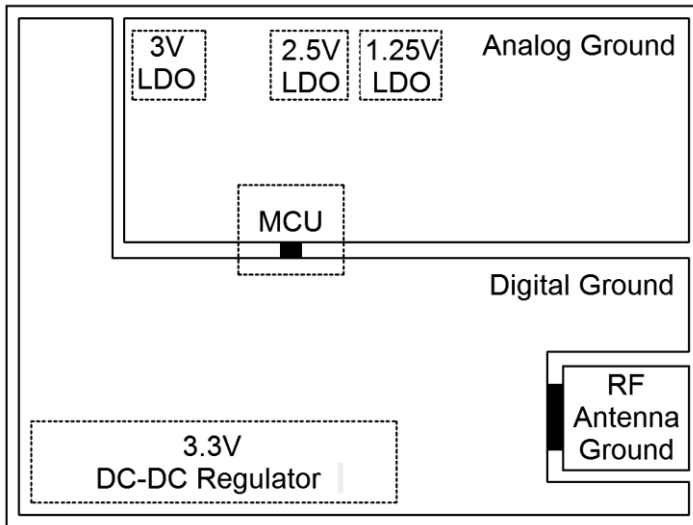 3V
LDO
2.5V
LDO
1.25V
LDO
Analog Ground
MCU
Digital Ground
RF
Antenna
Ground
3.3V
DC-DC Regulator